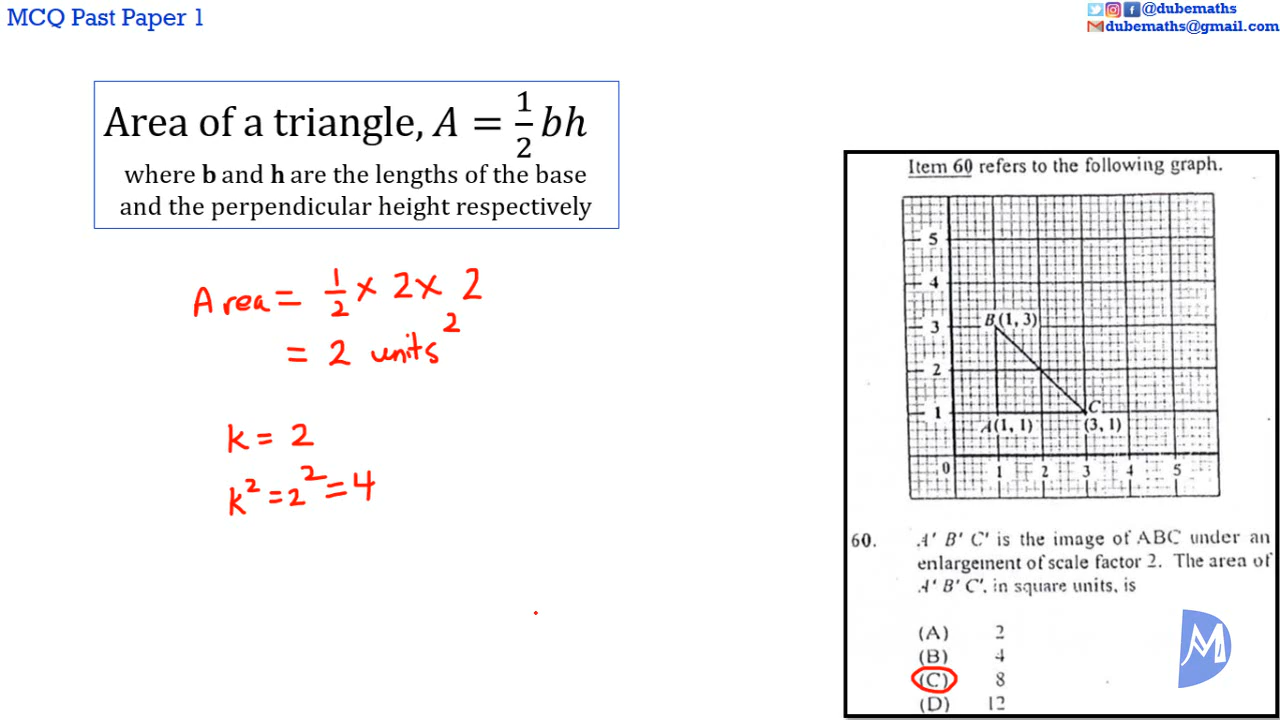 MCQ Past Paper 1
@dubemaths
dubemaths@gmail.com
Area of a triangle, A = 1/2 bh
where b and h are the lengths of the base
and the perpendicular height respectively
Area = 1/2 × 2 × 2
= 2 units²
k = 2
k² = 2² = 4
Item 60 refers to the following graph.
5
4
3
B(1, 3)
2
1
C
A(1, 1)
(3, 1)
0
1
2
3
4
5
60. A' B' C' is the image of ABC under an
enlargement of scale factor 2. The area of
A' B' C', in square units, is
(A) 2
(B) 4
(C) 8
(D) 12
M